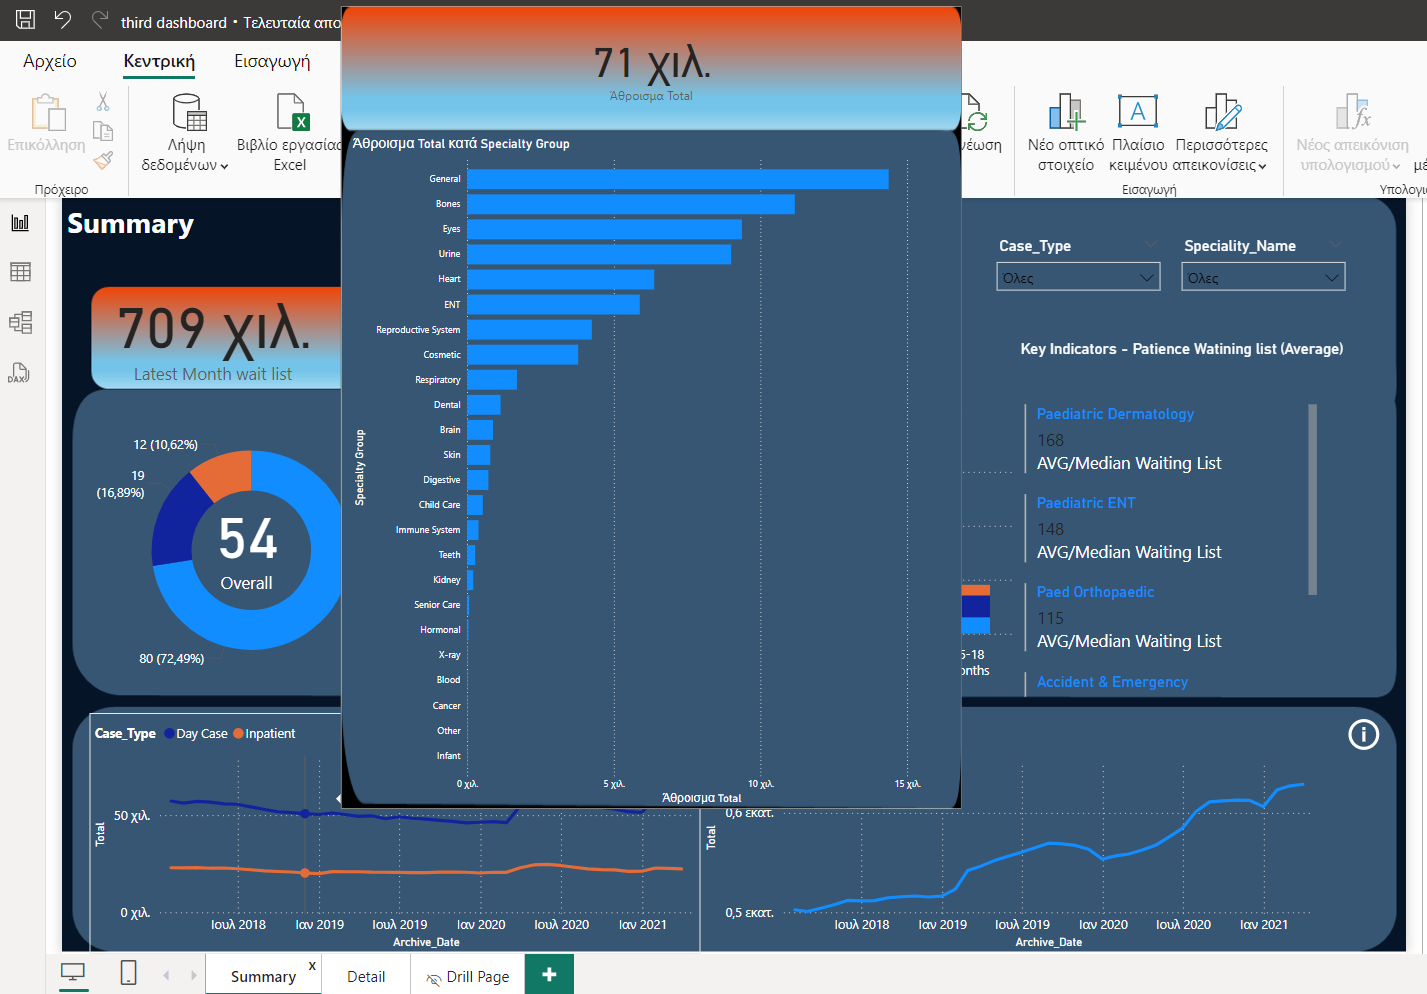 third dashboard • Τελευταία απο
Αρχείο
Κεντρική
Εισαγωγή
Επικόλληση
Πρόχειρο
Λήψη
δεδομένων
Βιβλίο εργασίας
Excel
νέωση
Νέο οπτικό
στοιχείο
Πλαίσιο
κειμένου
Περισσότερες
απεικονίσεις
Εισαγωγή
Νέος απεικόνιση
υπολογισμού
μέ
Υπολογι
DAX
71 χιλ.
Άθροισμα Total
Άθροισμα Total κατά Specialty Group
General
Bones
Eyes
Urine
Heart
ENT
Reproductive System
Cosmetic
Respiratory
Dental
Brain
Skin
Digestive
Child Care
Immune System
Teeth
Kidney
Senior Care
Hormonal
X-ray
Blood
Cancer
Other
Infant
Specialty Group
0 χιλ.
5 χιλ.
10 χιλ.
15 χιλ.
Άθροισμα Total
Summary
709 χιλ.
Latest Month wait list
12 (10,62%)
19
(16,89%)
54
Overall
80 (72,49%)
Case_Type
Όλες
Speciality_Name
Όλες
Key Indicators - Patience Watining list (Average)
Paediatric Dermatology
168
AVG/Median Waiting List
Paediatric ENT
148
AVG/Median Waiting List
Paed Orthopaedic
115
AVG/Median Waiting List
Accident & Emergency
5-18
onths
Case_Type
Day Case
Inpatient
Total
50 χιλ.
0 χιλ.
Ιουλ 2018
Ιαν 2019
Ιουλ 2019
Ιαν 2020
Ιουλ 2020
Ιαν 2021
Archive_Date
Total
0,6 εκατ.
0,5 εκατ.
Ιουλ 2018
Ιαν 2019
Ιουλ 2019
Ιαν 2020
Ιουλ 2020
Ιαν 2021
Archive_Date
Summary
x
Detail
Drill Page